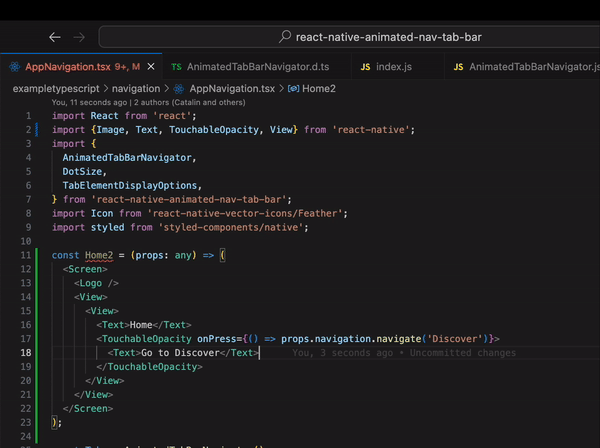 react-native-animated-nav-tab-bar
AppNavigation.tsx 9+, M × TS AnimatedTabBarNavigator.d.ts JS index.js JS AnimatedTabBarNavigator.js
exampletypescript > navigation > AppNavigation.tsx > Home2
You, 11 seconds ago | 2 authors (Catalin and others)
1 import React from 'react';
2 import {Image, Text, TouchableOpacity, View} from 'react-native';
3 import {
4 AnimatedTabBarNavigator,
5 DotSize,
6 TabElementDisplayOptions,
7 } from 'react-native-animated-nav-tab-bar';
8 import Icon from 'react-native-vector-icons/Feather';
9 import styled from 'styled-components/native';
10
11 const Home2 = (props: any) => (
12 <Screen>
13 <Logo />
14 <View>
15 <View>
16 <Text>Home</Text>
17 <TouchableOpacity onPress={() => props.navigation.navigate('Discover')}>
18 <Text>Go to Discover</Text> You, 3 seconds ago • Uncommitted changes
19 </TouchableOpacity>
20 </View>
21 </View>
22 </Screen>
23 );
24